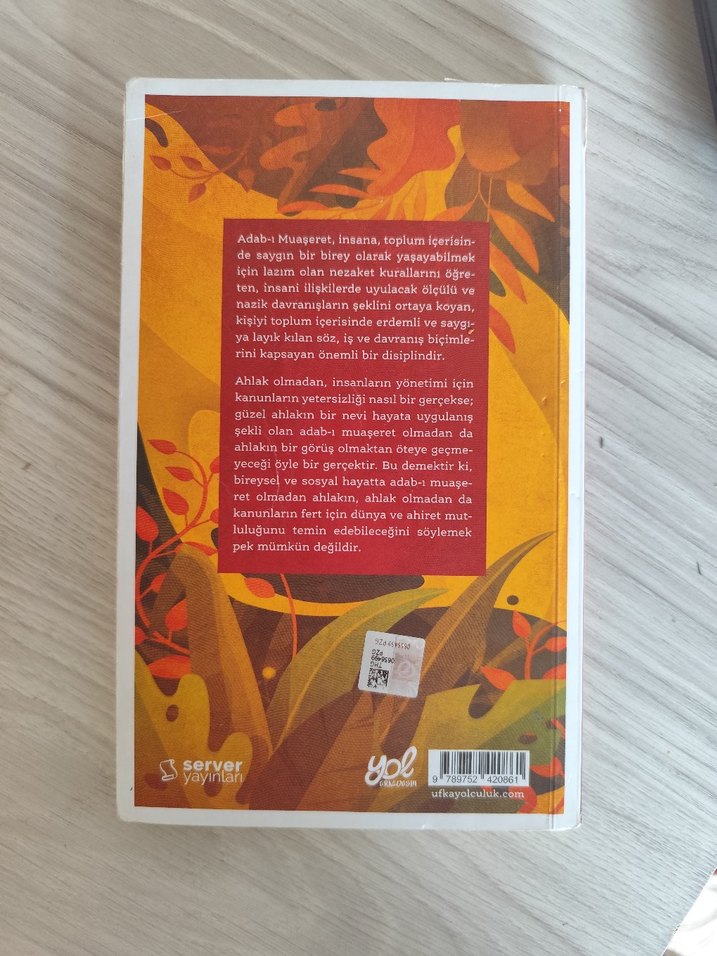 Adab-ı Muaşeret, insana, toplum içerisin-
de saygın bir birey olarak yaşayabilmek
için lazım olan nezaket kurallarını öğre-
ten, insani ilişkilerde uyulacak ölçülü ve
nazik davranışların şeklini ortaya koyan,
kişiyi toplum içerisinde erdemli ve saygı-
ya layık kılan söz, iş ve davranış biçimle-
rini kapsayan önemli bir disiplindir.
Ahlak olmadan, insanların yönetimi için
kanunların yetersizliği nasıl bir gerçekse;
güzel ahlakın bir nevi hayata uygulanış
şekli olan adab-ı muaşeret olmadan da
ahlakın bir görüş olmaktan öteye geçme-
yeceği öyle bir gerçektir. Bu demektir ki,
bireysel ve sosyal hayatta adab-ı muaşe-
ret olmadan ahlakın, ahlak olmadan da
kanunların fert için dünya ve ahiret mut-
luluğunu temin edebileceğini söylemek
pek mümkün değildir.
0656499 PZG
0656499
PZG
THG
server
yayınları
yol
9 789752 420861
ufkayolculuk.com